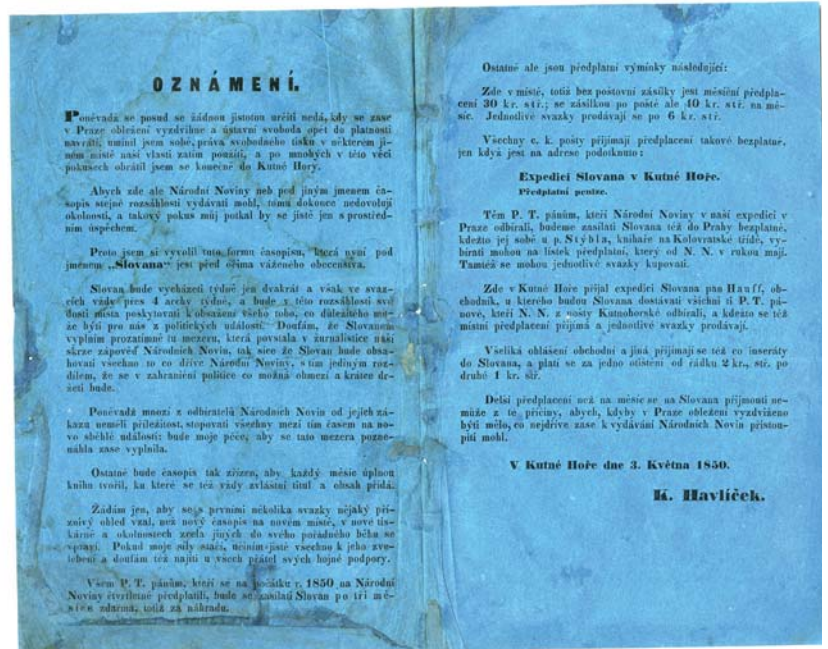 OZNÁMENÍ.
Poněvadž se posud se žádnou jistotou určiti nedá, kdy se zase
v Praze obležení vyzdvihne a ústavní svoboda opět do platnosti
navrátí, umínil jsem sobě, práva svobodného tisku v některém ji-
ném místě naší vlasti zatím použíti, a po mnohých v této věci
pokusech obrátil jsem se konečně do Kutné Hory.
Abych zde ale Národní Noviny neb pod jiným jmenem ča-
sopis stejné rozsáhlosti vydávati mohl, tomu dokonce nedovolují
okolnosti, a takový pokus můj potkal by se jistě jen s prostřed-
ním úspěchem.
Proto jsem si vyvolil tuto formu časopisu, která nyní pod
jmenem „Slovana“ jest před očima váženého obecenstva.
Slovan bude vycházeti týdně jen dvakrát a však ve svaz-
cích vždy přes 4 archy týdně, a bude v této rozsáhlosti své
dosti místa poskytovati k obsažení všeho toho, co důležitého mů-
že býti pro nás z politických událostí. Doufám, že Slovanem
vyplním prozatímně tu mezeru, která povstala v žurnalistice naší
skrze zápověď Národních Novin, tak sice že Slovan bude obsa-
hovati všechno to co dříve Národní Noviny, s tím jediným roz-
dílem, že se v zahraniční politice co možná obmezí a krátce dr-
žeti bude.
Poněvadž mnozí z odbíratelů Národních Novin od jejich zá-
kazu neměli příležitost, stopovati všechny mezi tím časem na no-
vo sběhlé události: bude moje péče, aby se tato mezera pozne-
náhla zase vyplnila.
Ostatně bude časopis tak zřízen, aby každý měsíc úplnou
knihu tvořil, ku které se též vždy zvláštní titul a obsah přidá.
Žádám jen, aby se s prvními několika svazky nějaký pří-
znivý ohled vzal, než nový časopis na novém místě, v nové tis-
kárně a okolnostech zcela jiných do svého pořádného běhu se
vpraví. Pokud moje síly stačí, učiním jistě všechno k jeho zve-
lebení a doufám též najíti u všech přátel svých hojné podpory.
Všem P. T. pánům, kteří se na počátku r. 1850 na Národní
Noviny čtvrtletně předplatili, bude se zasílati Slovan po tři mě-
síce zdarma, totiž za náhradu.
Ostatně ale jsou předplatní výmínky následující:
Zde v místě, totiž bez poštovní zásilky jest měsíční předpla-
cení 30 kr. stř.; se zásilkou po poště ale 40 kr. stř. na mě-
síc. Jednotlivé svazky prodávají se po 6 kr. stř.
Všechny c. k. pošty přijímají předplacení takové bezplatně,
jen když jest na adrese podotknuto:
Expedici Slovana v Kutné Hoře.
Předplatní peníze.
Těm P. T. pánům, kteří Národní Noviny v naší expedici v
Praze odbírali, budeme zasílati Slovana též do Prahy bezplatně,
kdežto jej sobě u p. Stýbla, knihaře na Kolovratské třídě, vy-
bírati mohou na lístek předplatní, který od N. N. v rukou mají.
Tamtéž se mohou jednotlivé svazky kupovati.
Zde v Kutné Hoře přijal expedici Slovana pan Hauff, ob-
chodník, u kterého budou Slovana dostávati všichni ti P. T. pá-
nové, kteří N. N. z pošty Kutnohorské odbírali, a kdežto se též
místní předplacení přijímá a jednotlivé svazky prodávají.
Všeliká ohlášení obchodní a jiná přijímají se též co inseráty
do Slovana, a platí se za jedno otištění od řádku 2 kr., stř. po
druhé 1 kr. stř.
Delší předplacení než na měsíc se na Slovana přijmouti ne-
může z té příčiny, abych, kdyby v Praze obležení vyzdviženo
býti mělo, co nejdříve zase k vydávání Národních Novin přistou-
piti mohl.
V Kutné Hoře dne 3. Května 1850.
K. Havlíček.